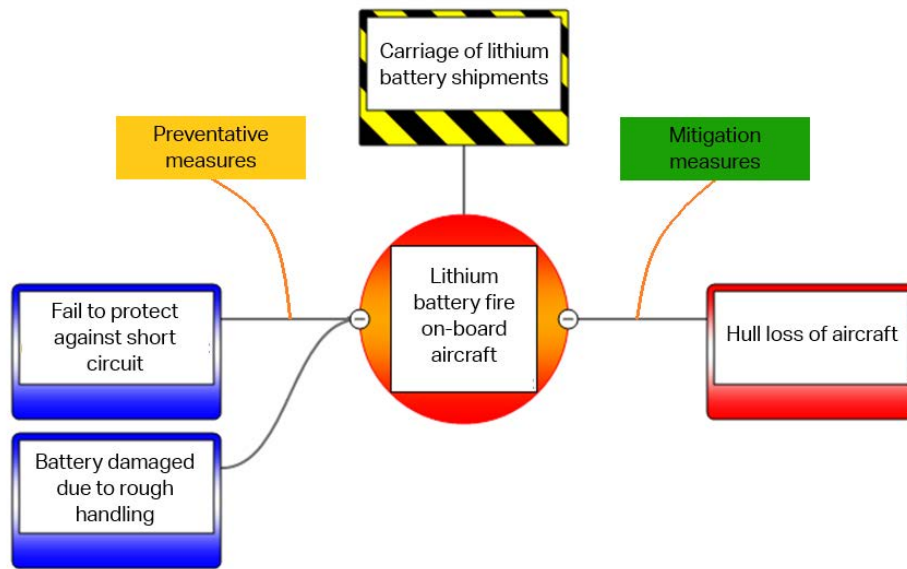 Carriage of lithium
battery shipments
Preventative
measures
Mitigation
measures
Fail to protect
against short
circuit
Lithium
battery fire
on-board
aircraft
Hull loss of aircraft
Battery damaged
due to rough
handling